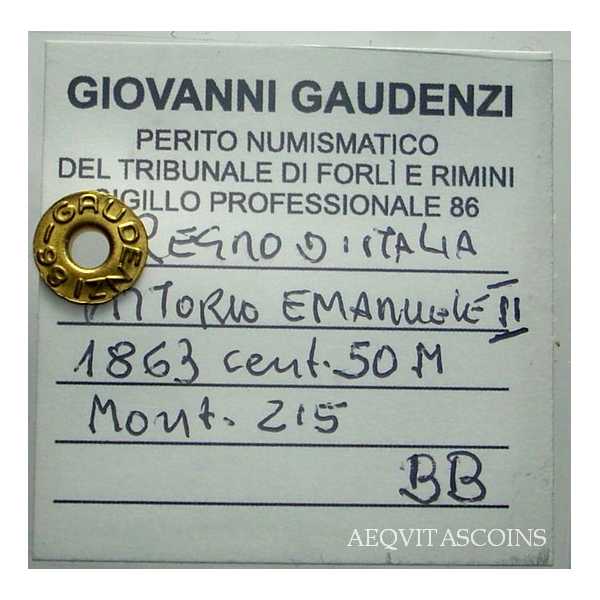 GIOVANNI GAUDENZI
PERITO NUMISMATICO
DEL TRIBUNALE DI FORLÌ E RIMINI
SIGILLO PROFESSIONALE 86
GAUDENZI 86
REGNO D'ITALIA
VITTORIO EMANUELE II
1863 cent. 50 M
Mont. 215
BB
AEQVITASCOINS